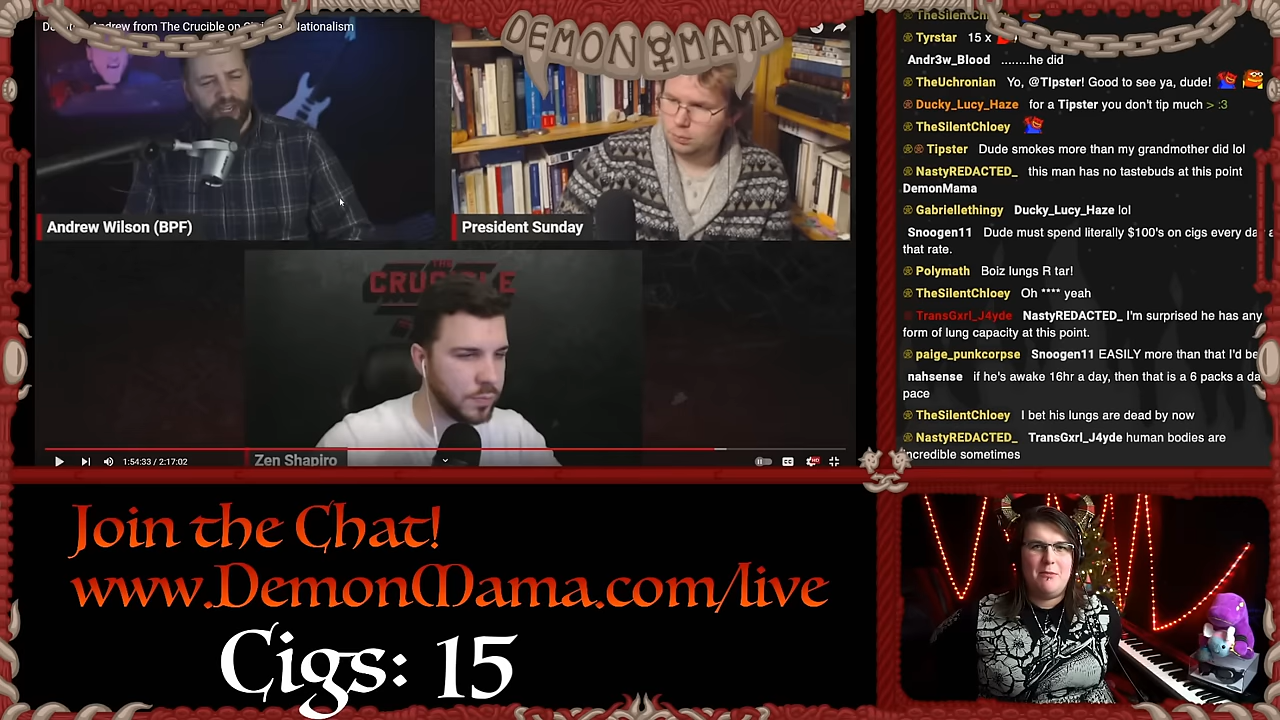 Andrew from The Crucible on
Nationalism
DEMON MAMA
Andrew Wilson (BPF)
President Sunday
THE
CRUCIBLE
Zen Shapiro
1:54:33 / 2:17:02
HD
TheSilentChloey
Tyrstar 15 x
Andr3w_Blood ........he did
TheUchronian Yo, @TIpster! Good to see ya, dude!
Ducky_Lucy_Haze for a Tipster you don't tip much > :3
TheSilentChloey
Tipster Dude smokes more than my grandmother did lol
NastyREDACTED_ this man has no tastebuds at this point
DemonMama
Gabriellethingy Ducky_Lucy_Haze lol
Snoogen11 Dude must spend literally $100's on cigs every day a
that rate.
Polymath Boiz lungs R tar!
TheSilentChloey Oh **** yeah
TransGxrl_J4yde NastyREDACTED_ I'm surprised he has any
form of lung capacity at this point.
paige_punkcorpse Snoogen11 EASILY more than that I'd be
nahsense if he's awake 16hr a day, then that is a 6 packs a da
pace
TheSilentChloey I bet his lungs are dead by now
NastyREDACTED_ TransGxrl_J4yde human bodies are
incredible sometimes
Join the Chat!
www.DemonMama.com/live
Cigs: 15